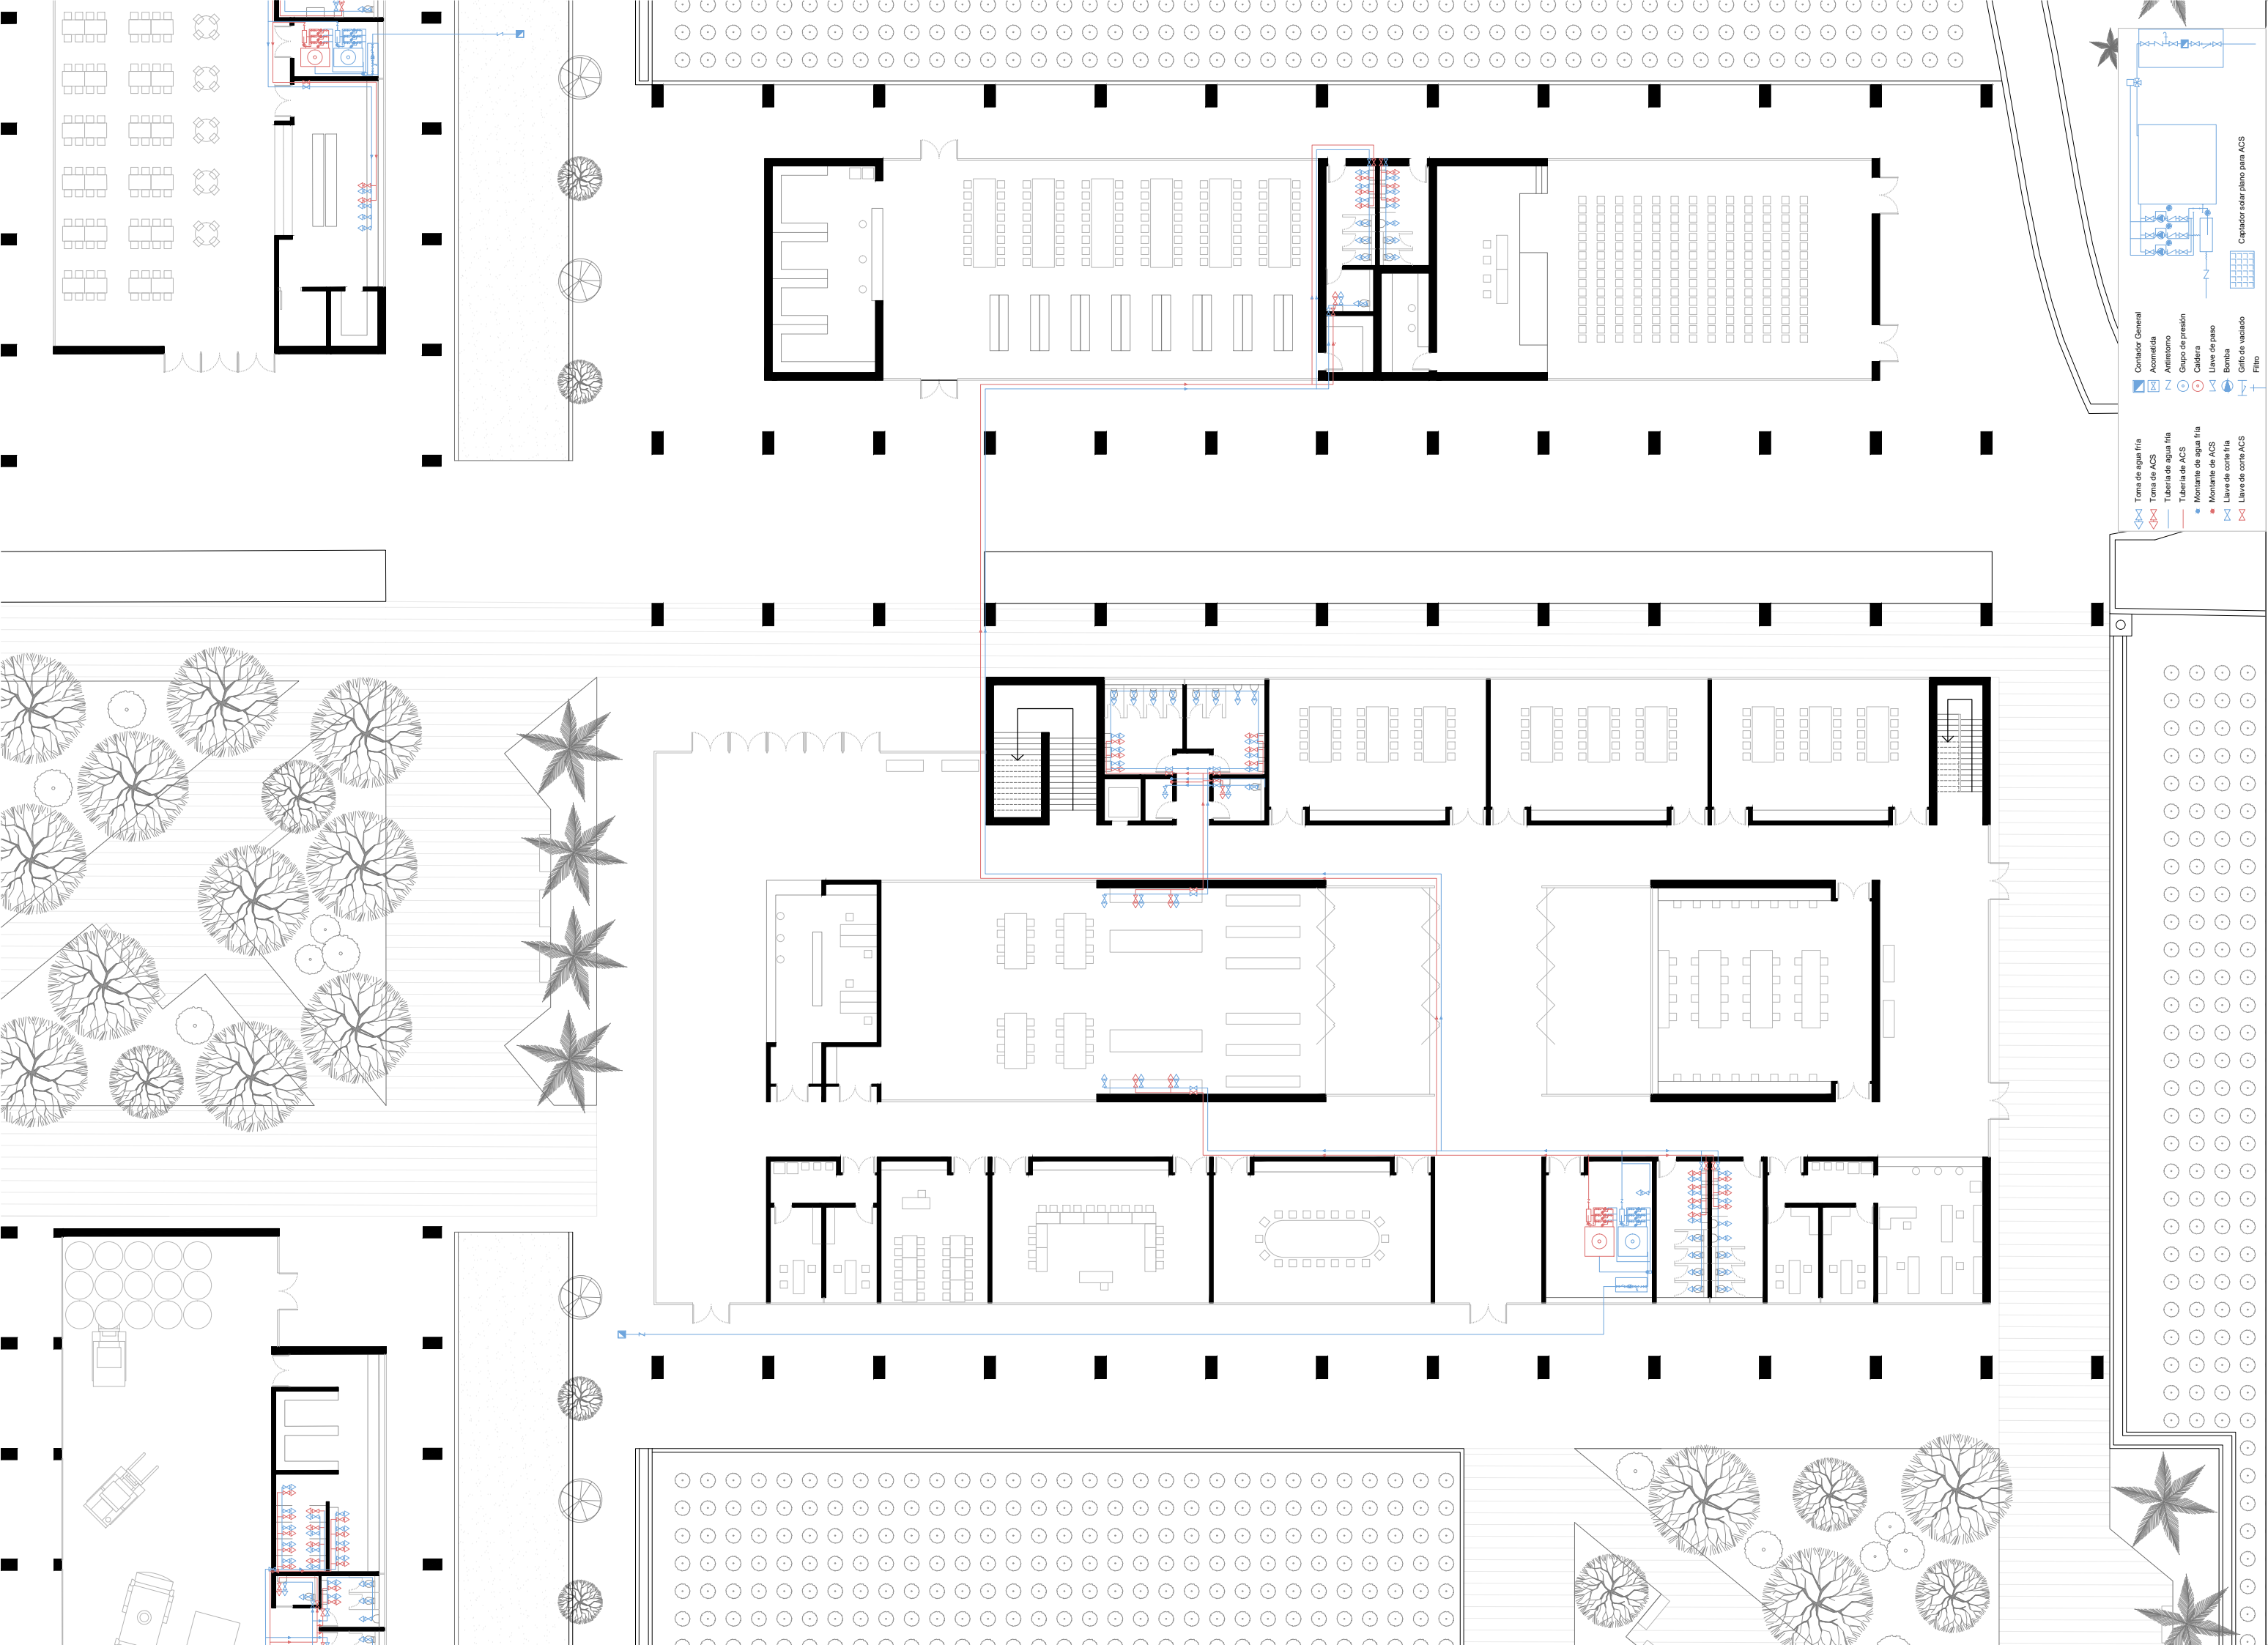 Toma de agua fría
Toma de ACS
Tubería de agua fría
Tubería de ACS
Montante de agua fría
Montante de ACS
Llave de corte fría
Llave de corte ACS
Contador General
Acometida
Antiretorno
Grupo de presión
Caldera
Llave de paso
Bomba
Grifo de vaciado
Filtro
Captador solar plano para ACS